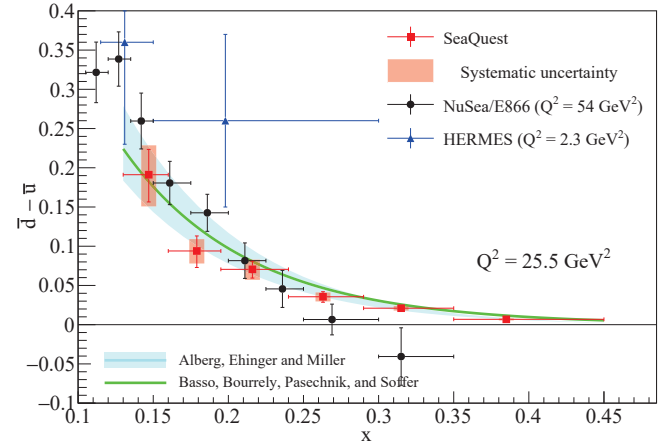 0.4
0.35
0.3
0.25
0.2
0.15
0.1
0.05
0
−0.05
−0.1
d̅ − u̅
SeaQuest
Systematic uncertainty
NuSea/E866 (Q² = 54 GeV²)
HERMES (Q² = 2.3 GeV²)
Q² = 25.5 GeV²
Alberg, Ehinger and Miller
Basso, Bourrely, Pasechnik, and Soffer
0.1 0.15 0.2 0.25 0.3 0.35 0.4 0.45
x